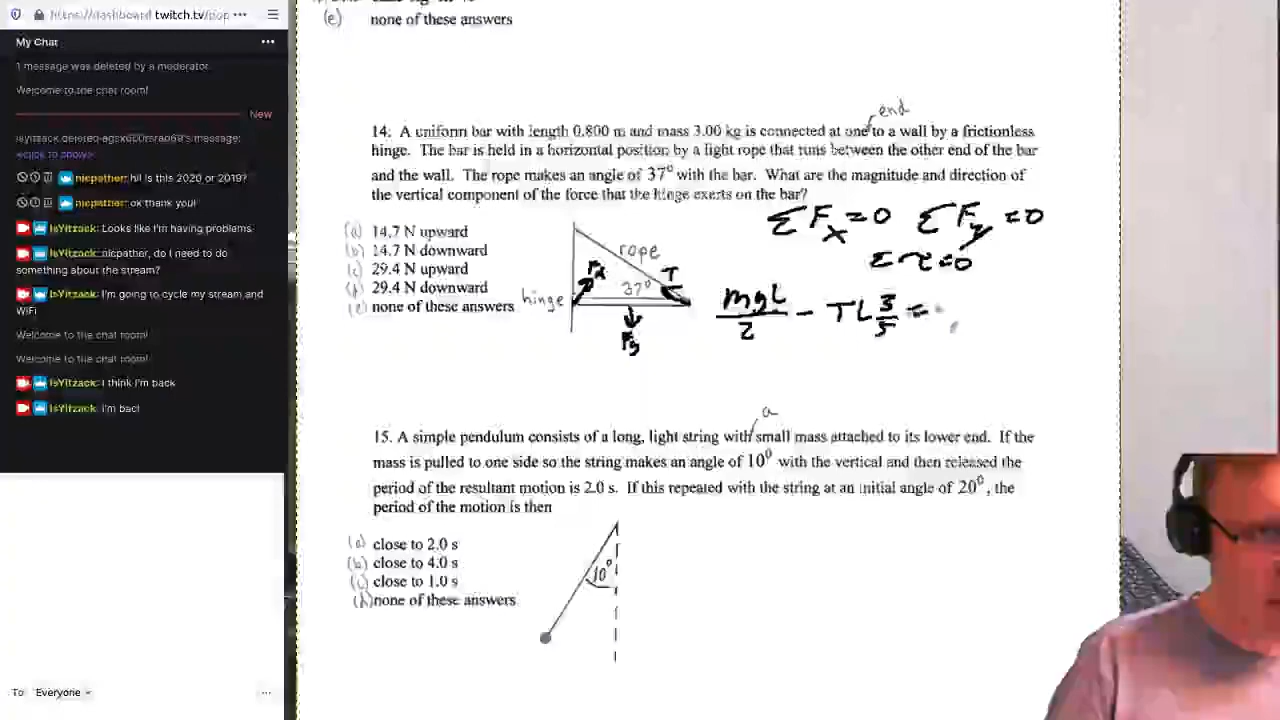 https://dashboard.twitch.tv/pop
My Chat
1 message was deleted by a moderator.
Welcome to the chat room!
New
message:
nicpather: hi! Is this 2020 or 2019?
nicpather: ok thank you!
IsYitzack: Looks like I'm having problems.
IsYitzack: nicpather, do I need to do
something about the stream?
IsYitzack: I'm going to cycle my stream and
WiFi
Welcome to the chat room!
Welcome to the chat room!
IsYitzack: I think I'm back
IsYitzack: I'm bac!
To Everyone
(e) none of these answers
end
14. A uniform bar with length 0.800 m and mass 3.00 kg is connected at one to a wall by a frictionless
hinge. The bar is held in a horizontal position by a light rope that runs between the other end of the bar
and the wall. The rope makes an angle of 37⁰ with the bar. What are the magnitude and direction of
the vertical component of the force that the hinge exerts on the bar?
(a) 14.7 N upward
(b) 14.7 N downward
(c) 29.4 N upward
(d) 29.4 N downward
(e) none of these answers
hinge
rope
37⁰
T
ΣFx=0 ΣFy=0
Στ=0
mgL/2 - TL 3/5 =
a
15. A simple pendulum consists of a long, light string with small mass attached to its lower end. If the
mass is pulled to one side so the string makes an angle of 10⁰ with the vertical and then released the
period of the resultant motion is 2.0 s. If this repeated with the string at an initial angle of 20⁰, the
period of the motion is then
(a) close to 2.0 s
(b) close to 4.0 s
(c) close to 1.0 s
(d) none of these answers
10⁰